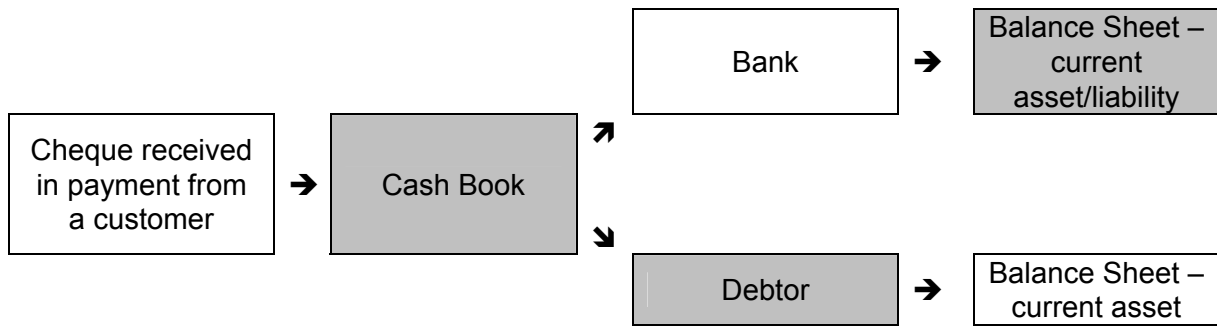 Cheque received
in payment from
a customer
➔
Cash Book
➔
Bank
➔
Balance Sheet –
current
asset/liability
➔
Debtor
➔
Balance Sheet –
current asset